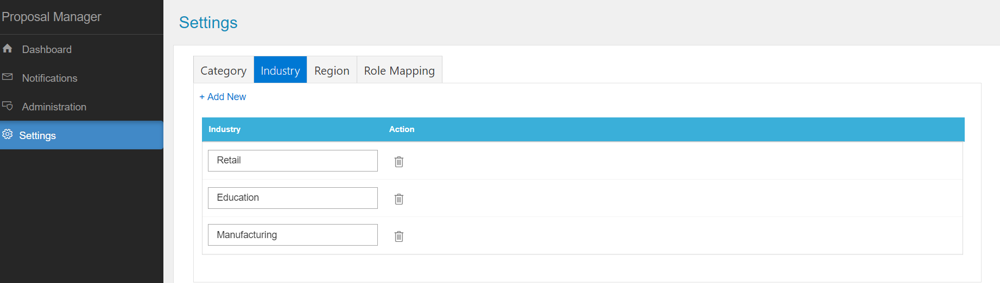 Proposal Manager
Dashboard
Notifications
Administration
Settings
Settings
Category Industry Region Role Mapping
+ Add New
Industry Action
Retail
Education
Manufacturing